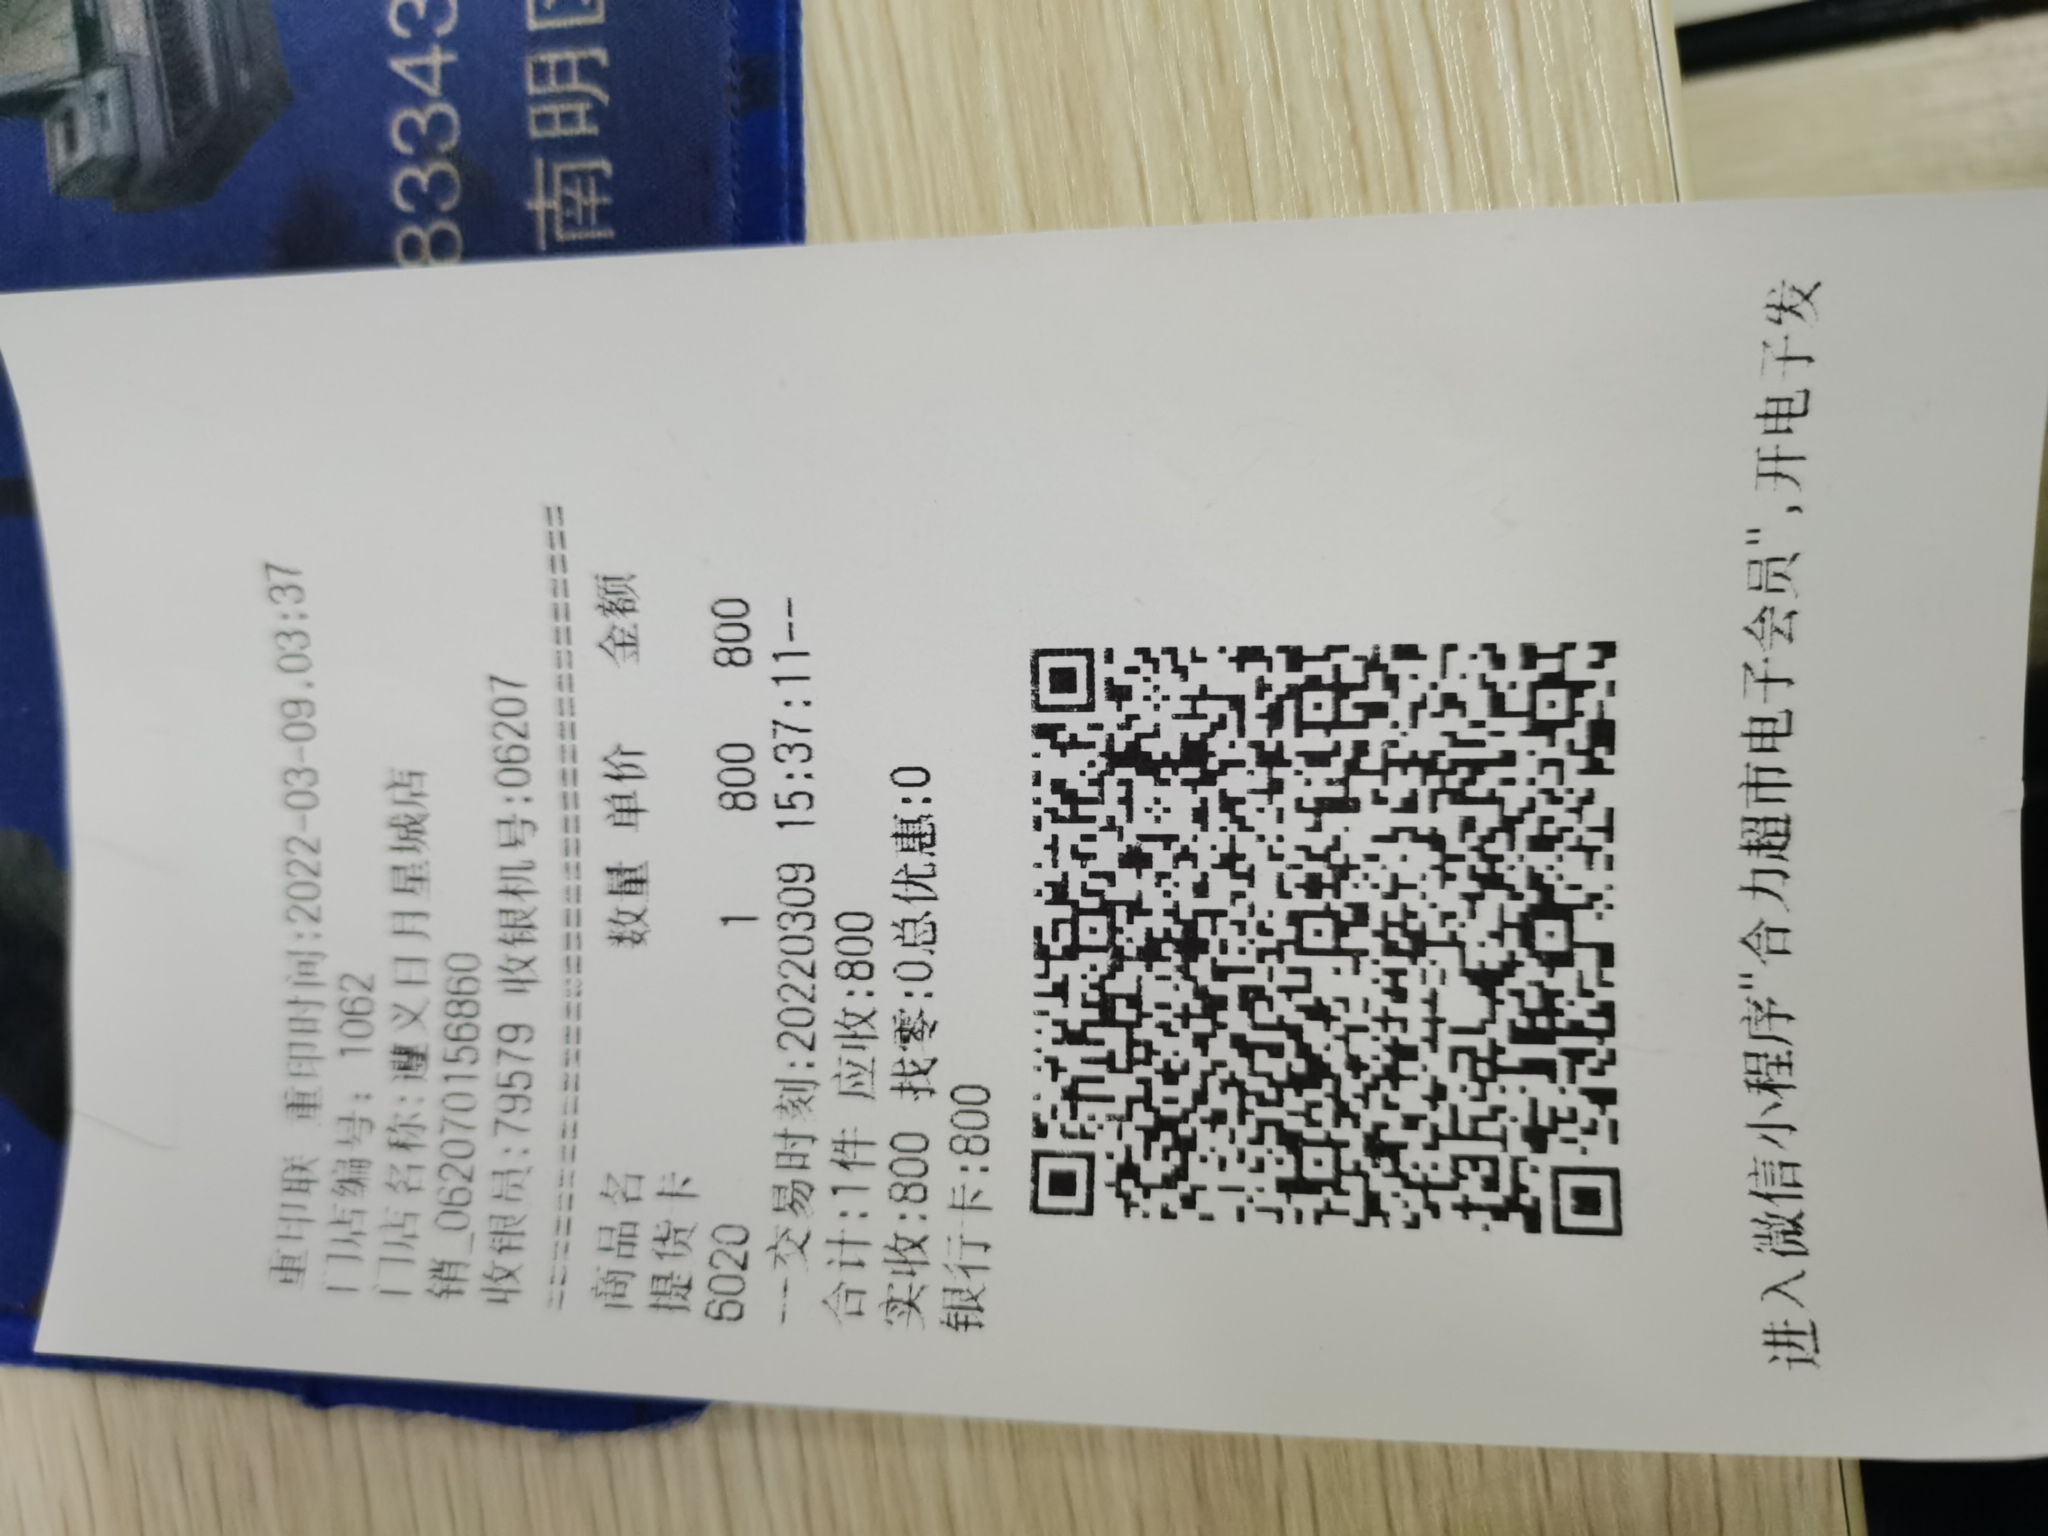 83343
南明
重印联 重印时间:2022-03-09.03:37
门店编号: 1062
门店名称:遵义日月星城店
销_062070156860
收银员:79579 收银机号:06207
================================
商品名 数量 单价 金额
提货卡
6020 1 800 800
---交易时刻:20220309 15:37:11--
合计:1件 应收:800
实收:800 找零:0总优惠:0
银行卡:800
进入微信小程序"合力超市电子会员",开电子发